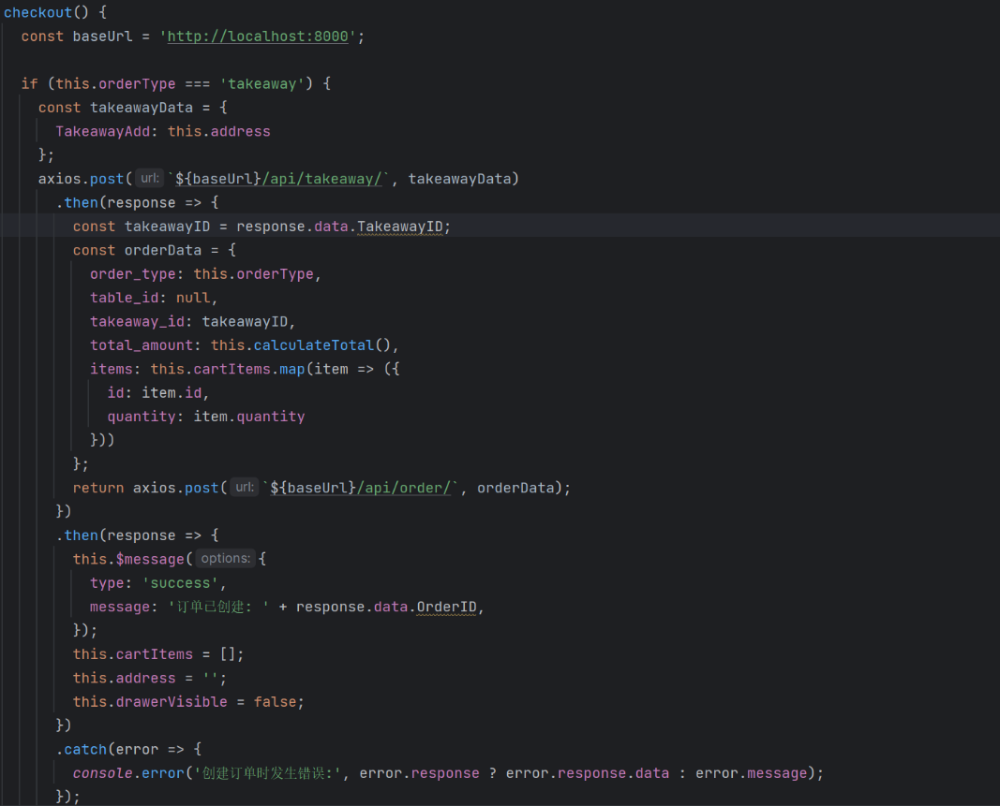 checkout() {
  const baseUrl = 'http://localhost:8000';

  if (this.orderType === 'takeaway') {
    const takeawayData = {
      TakeawayAdd: this.address
    };
    axios.post( url: `${baseUrl}/api/takeaway/`, takeawayData)
      .then(response => {
        const takeawayID = response.data.TakeawayID;
        const orderData = {
          order_type: this.orderType,
          table_id: null,
          takeaway_id: takeawayID,
          total_amount: this.calculateTotal(),
          items: this.cartItems.map(item => ({
            id: item.id,
            quantity: item.quantity
          }))
        };
        return axios.post( url: `${baseUrl}/api/order/`, orderData);
      })
      .then(response => {
        this.$message( options: {
          type: 'success',
          message: '订单已创建: ' + response.data.OrderID,
        });
        this.cartItems = [];
        this.address = '';
        this.drawerVisible = false;
      })
      .catch(error => {
        console.error('创建订单时发生错误:', error.response ? error.response.data : error.message);
      });